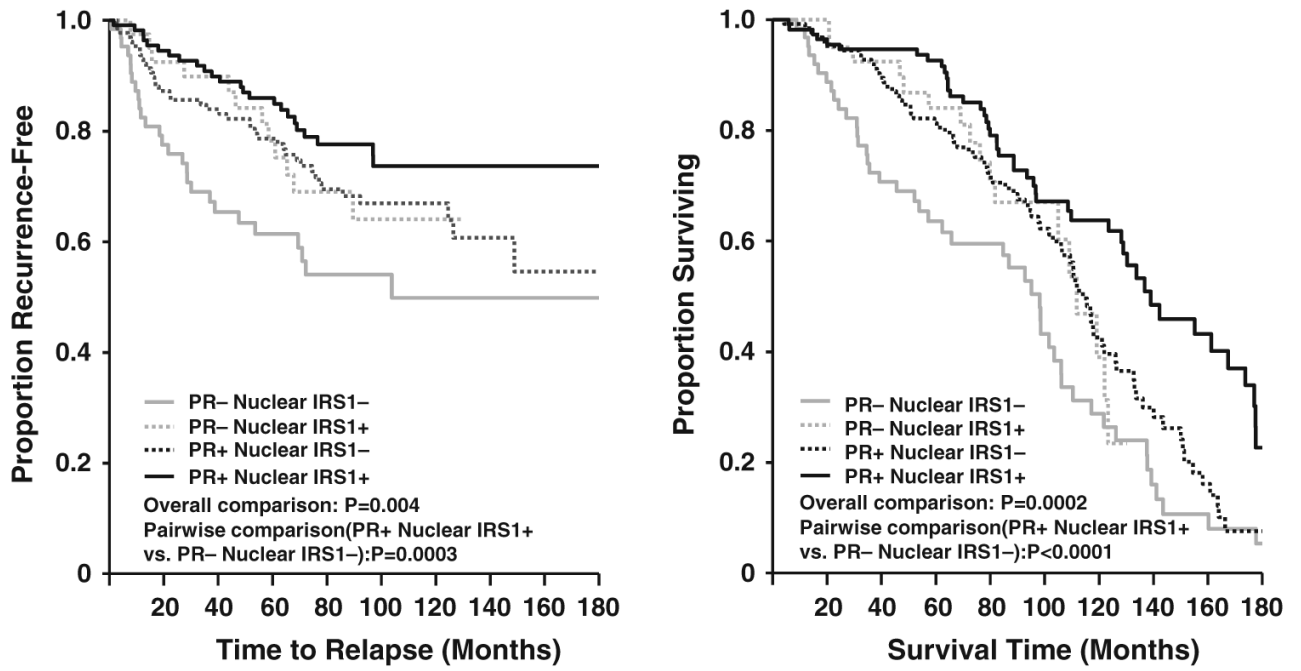 Proportion Recurrence-Free
1.0
0.8
0.6
0.4
0.2
0
PR– Nuclear IRS1–
PR– Nuclear IRS1+
PR+ Nuclear IRS1–
PR+ Nuclear IRS1+
Overall comparison: P=0.004
Pairwise comparison(PR+ Nuclear IRS1+
vs. PR– Nuclear IRS1–):P=0.0003
20 40 60 80 100 120 140 160 180
Time to Relapse (Months)
Proportion Surviving
1.0
0.8
0.6
0.4
0.2
0
PR– Nuclear IRS1–
PR– Nuclear IRS1+
PR+ Nuclear IRS1–
PR+ Nuclear IRS1+
Overall comparison: P=0.0002
Pairwise comparison(PR+ Nuclear IRS1+
vs. PR– Nuclear IRS1–):P<0.0001
20 40 60 80 100 120 140 160 180
Survival Time (Months)